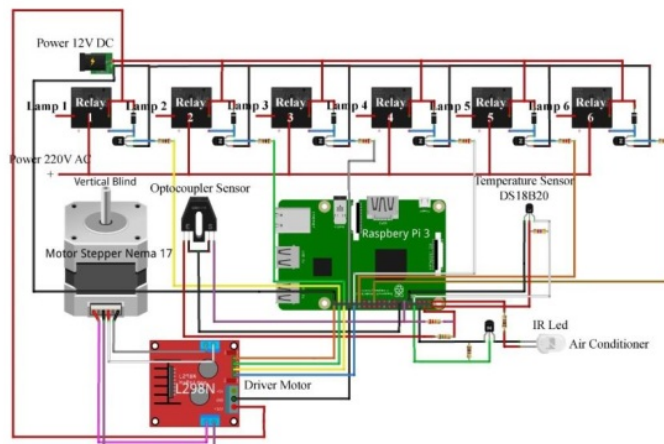 Power 12V DC
Lamp 1
Relay
1
Lamp 2
Relay
2
Lamp 3
Relay
3
Lamp 4
Relay
4
Lamp 5
Relay
5
Lamp 6
Relay
6
Power 220V AC
+
Vertical Blind
Optocoupler Sensor
Temperature Sensor
DS18B20
Motor Stepper Nema 17
Raspbery Pi 3
IR Led
Air Conditioner
L298N
Driver Motor